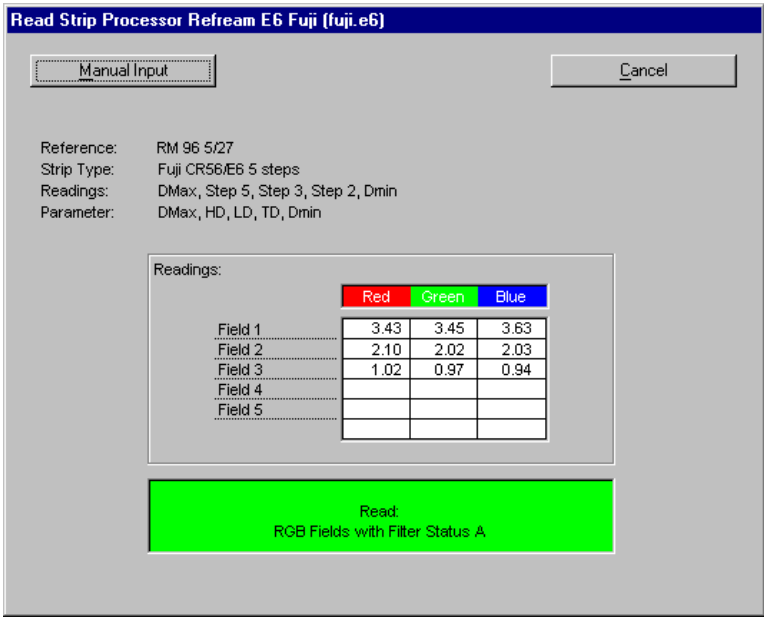 Read Strip Processor Refream E6 Fuji (fuji.e6)
Manual Input Cancel
Reference: RM 96 5/27
Strip Type: Fuji CR56/E6 5 steps
Readings: DMax, Step 5, Step 3, Step 2, Dmin
Parameter: DMax, HD, LD, TD, Dmin
Readings:
Red Green Blue
Field 1 3.43 3.45 3.63
Field 2 2.10 2.02 2.03
Field 3 1.02 0.97 0.94
Field 4
Field 5
Read:
RGB Fields with Filter Status A